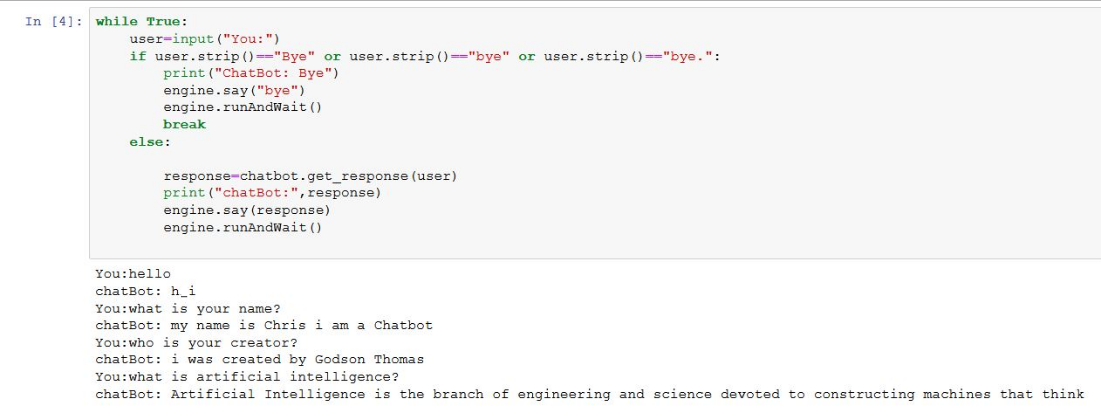 In [4]: while True:
user=input("You:")
if user.strip()=="Bye" or user.strip()=="bye" or user.strip()=="bye.":
print("ChatBot: Bye")
engine.say("bye")
engine.runAndWait()
break
else:
response=chatbot.get_response(user)
print("chatBot:",response)
engine.say(response)
engine.runAndWait()
You:hello
chatBot: h_i
You:what is your name?
chatBot: my name is Chris i am a Chatbot
You:who is your creator?
chatBot: i was created by Godson Thomas
You:what is artificial intelligence?
chatBot: Artificial Intelligence is the branch of engineering and science devoted to constructing machines that think